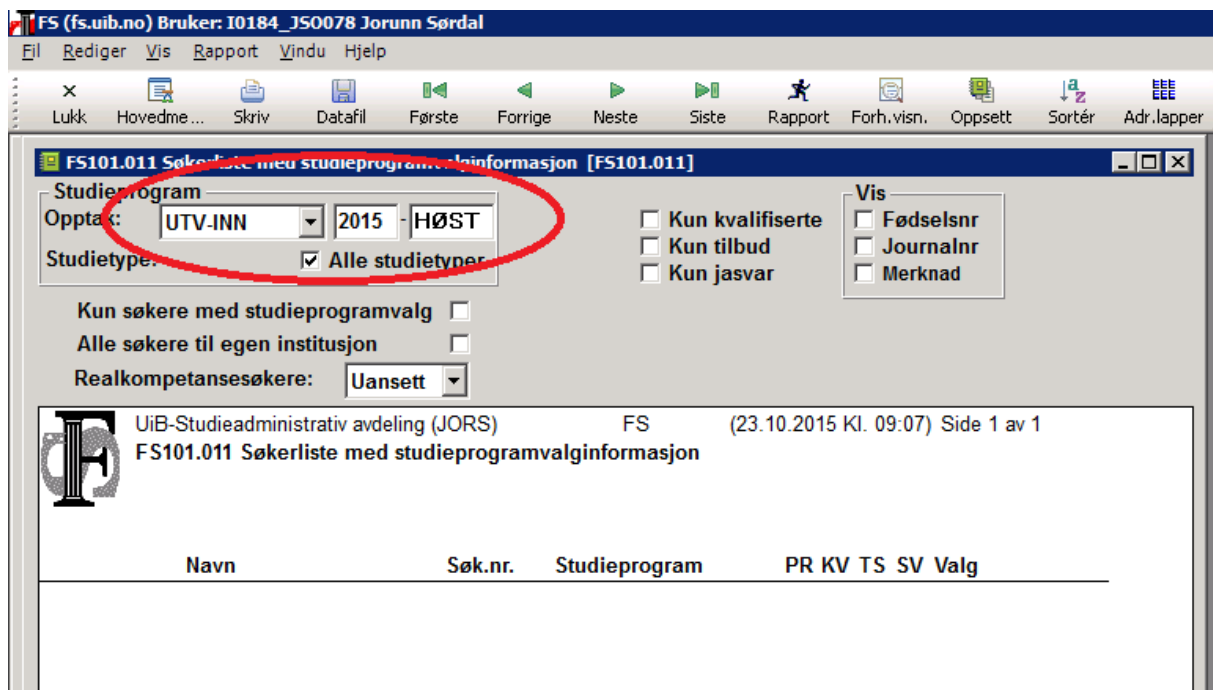 FS (fs.uib.no) Bruker: I0184_JSO078 Jorunn Sørdal
Fil Rediger Vis Rapport Vindu Hjelp
Lukk Hovedme... Skriv Datafil Første Forrige Neste Siste Rapport Forh.visn. Oppsett Sortér Adr.lapper
FS101.011 Søkerliste med studieprogramvalginformasjon [FS101.011]
Studieprogram
Opptak: UTV-INN 2015 - HØST
Studietype: Alle studietyper
Kun kvalifiserte
Kun tilbud
Kun jasvar
Vis
Fødselsnr
Journalnr
Merknad
Kun søkere med studieprogramvalg
Alle søkere til egen institusjon
Realkompetansesøkere: Uansett
UiB-Studieadministrativ avdeling (JORS) FS (23.10.2015 Kl. 09:07) Side 1 av 1
FS101.011 Søkerliste med studieprogramvalginformasjon
Navn Søk.nr. Studieprogram PR KV TS SV Valg